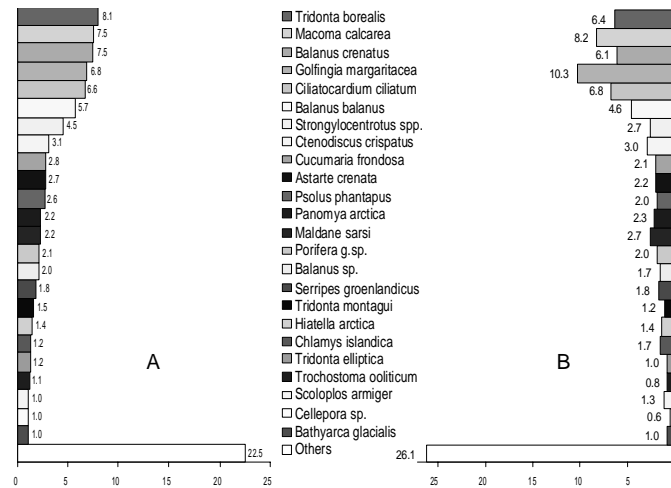 8.1 Tridonta borealis 6.4
7.5 Macoma calcarea 8.2
7.5 Balanus crenatus 6.1
6.8 Golfingia margaritacea 10.3
6.6 Ciliatocardium ciliatum 6.8
5.7 Balanus balanus 4.6
4.5 Strongylocentrotus spp. 2.7
3.1 Ctenodiscus crispatus 3.0
2.8 Cucumaria frondosa 2.1
2.7 Astarte crenata 2.2
2.6 Psolus phantapus 2.0
2.2 Panomya arctica 2.3
2.2 Maldane sarsi 2.7
2.1 Porifera g.sp. 2.0
2.0 Balanus sp. 1.7
1.8 Serripes groenlandicus 1.8
1.5 Tridonta montagui 1.2
1.4 Hiatella arctica 1.4
1.2 Chlamys islandica 1.7
A B
1.2 Tridonta elliptica 1.0
1.1 Trochostoma ooliticum 0.8
1.0 Scoloplos armiger 1.3
1.0 Cellepora sp. 0.6
1.0 Bathyarca glacialis 1.0
22.5 Others 26.1
0 5 10 15 20 25 25 20 15 10 5 0